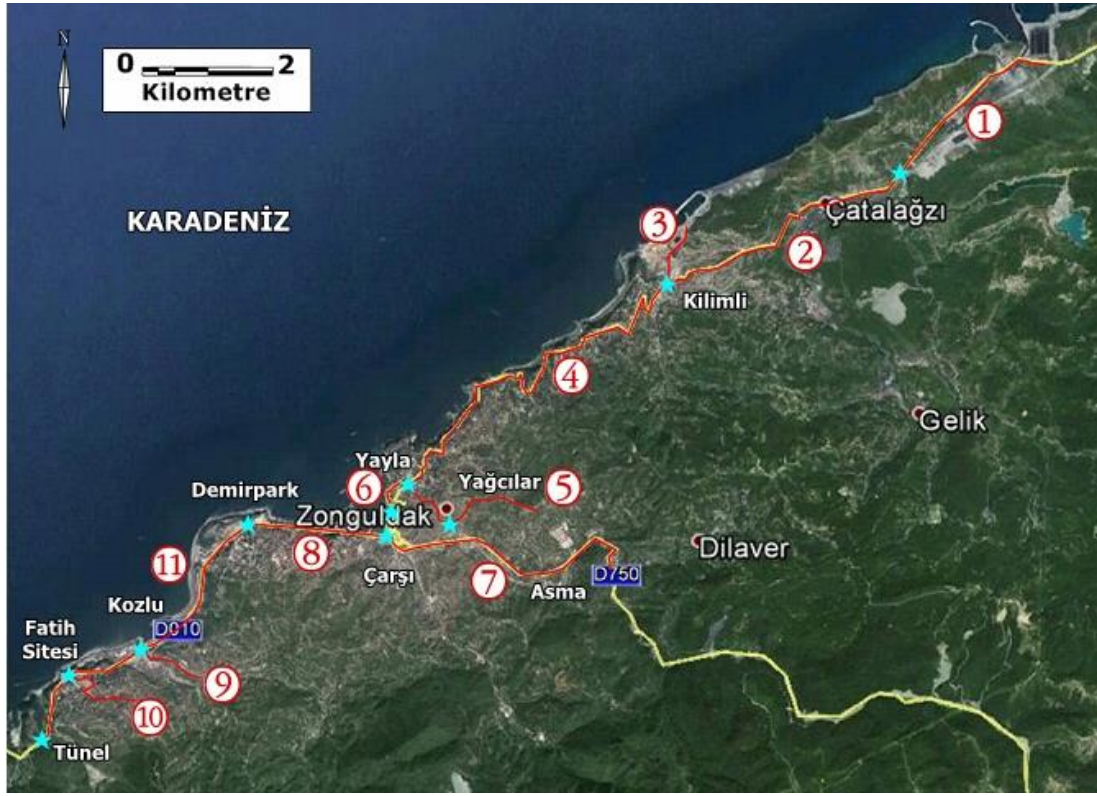 N
0 2
Kilometre
KARADENİZ
1
Çatalağzı
2
3
Kilimli
4
Gelik
Yayla
Yağcılar
5
6
Demirpark
Zonguldak
Dilaver
8
Çarşı
7
Asma
D750
11
Kozlu
D010
Fatih
Sitesi
9
10
Tünel